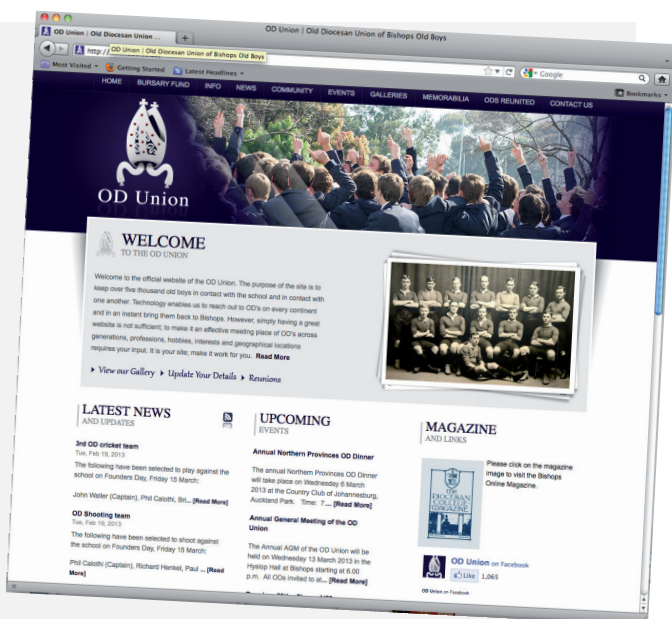 OD Union | Old Diocesan Union of Bishops Old Boys
OD Union | Old Diocesan Union ...
http://
OD Union | Old Diocesan Union of Bishops Old Boys
Google
Most Visited
Getting Started
Latest Headlines
Bookmarks
HOME BURSARY FUND INFO NEWS COMMUNITY EVENTS GALLERIES MEMORABILIA ODS REUNITED CONTACT US
OD Union
WELCOME
TO THE OD UNION
Welcome to the official website of the OD Union. The purpose of the site is to
keep over five thousand old boys in contact with the school and in contact with
one another. Technology enables us to reach out to OD's on every continent
and in an instant bring them back to Bishops. However, simply having a great
website is not sufficient; to make it an effective meeting place of OD's across
generations, professions, hobbies, interests and geographical locations
requires your input. It is your site; make it work for you. Read More
View our Gallery Update Your Details Reunions
LATEST NEWS
AND UPDATES
3rd OD cricket team
Tue, Feb 19, 2013
The following have been selected to play against the
school on Founders Day, Friday 15 March:
John Waller (Captain), Phil Calothi, Bri... [Read More]
OD Shooting team
Tue, Feb 19, 2013
The following have been selected to shoot against
the school on Founders Day, Friday 15 March:
Phil Calothi (Captain), Richard Henkel, Paul ... [Read
More]
UPCOMING
EVENTS
Annual Northern Provinces OD Dinner
The annual Northern Provinces OD Dinner
will take place on Wednesday 6 March
2013 at the Country Club of Johannesburg,
Auckland Park. Time: 7... [Read More]
Annual General Meeting of the OD
Union
The Annual AGM of the OD Union will be
held on Wednesday 13 March 2013 in the
Hyslop Hall at Bishops starting at 6.00
p.m. All ODs invited to at... [Read More]
MAGAZINE
AND LINKS
THE
DIOCESAN
COLLEGE
MAGAZINE
Please click on the magazine
image to visit the Bishops
Online Magazine.
OD Union on Facebook
Like 1,065
OD Union on Facebook